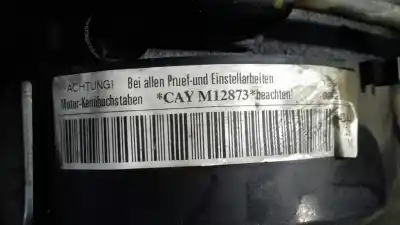 ACHTUNG! Bei allen Pruef-und Einstellarbeiten
Motor-Kennbuchstaben *CAY M12873*beachten!